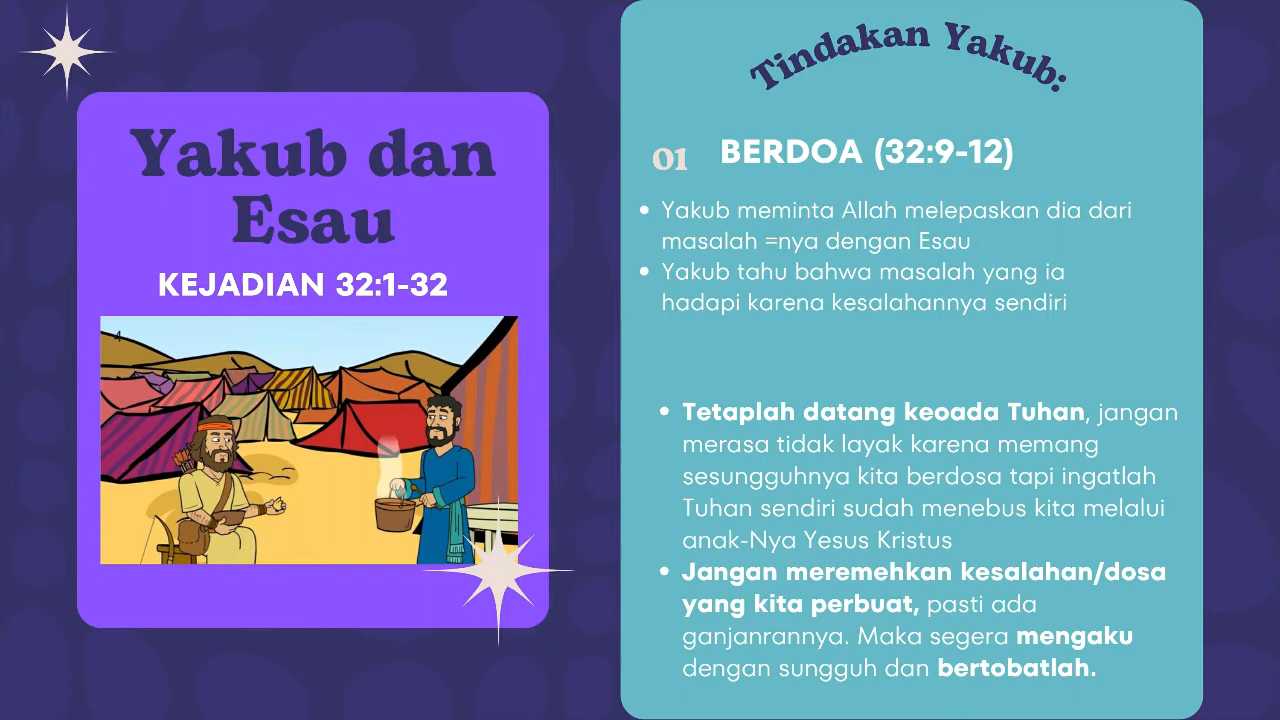 Yakub dan
Esau
KEJADIAN 32:1-32
4
Tindakan Yakub:
01 BERDOA (32:9-12)
• Yakub meminta Allah melepaskan dia dari
masalah =nya dengan Esau
• Yakub tahu bahwa masalah yang ia
hadapi karena kesalahannya sendiri
• Tetaplah datang keoada Tuhan, jangan
merasa tidak layak karena memang
sesungguhnya kita berdosa tapi ingatlah
Tuhan sendiri sudah menebus kita melalui
anak-Nya Yesus Kristus
• Jangan meremehkan kesalahan/dosa
yang kita perbuat, pasti ada
ganjanrannya. Maka segera mengaku
dengan sungguh dan bertobatlah.